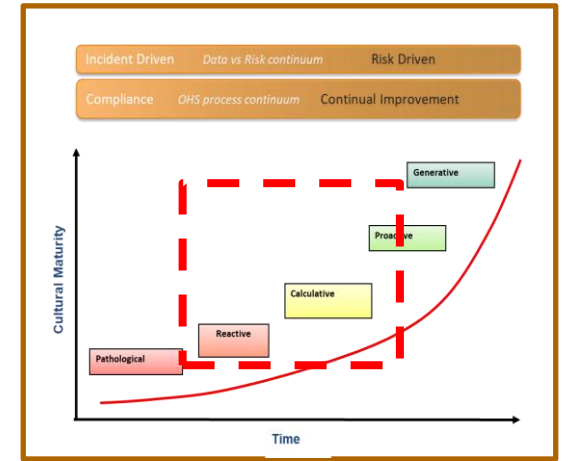 Incident Driven Data vs Risk continuum Risk Driven
Compliance OHS process continuum Continual Improvement
Generative
Proactive
Calculative
Reactive
Pathological
Cultural Maturity
Time